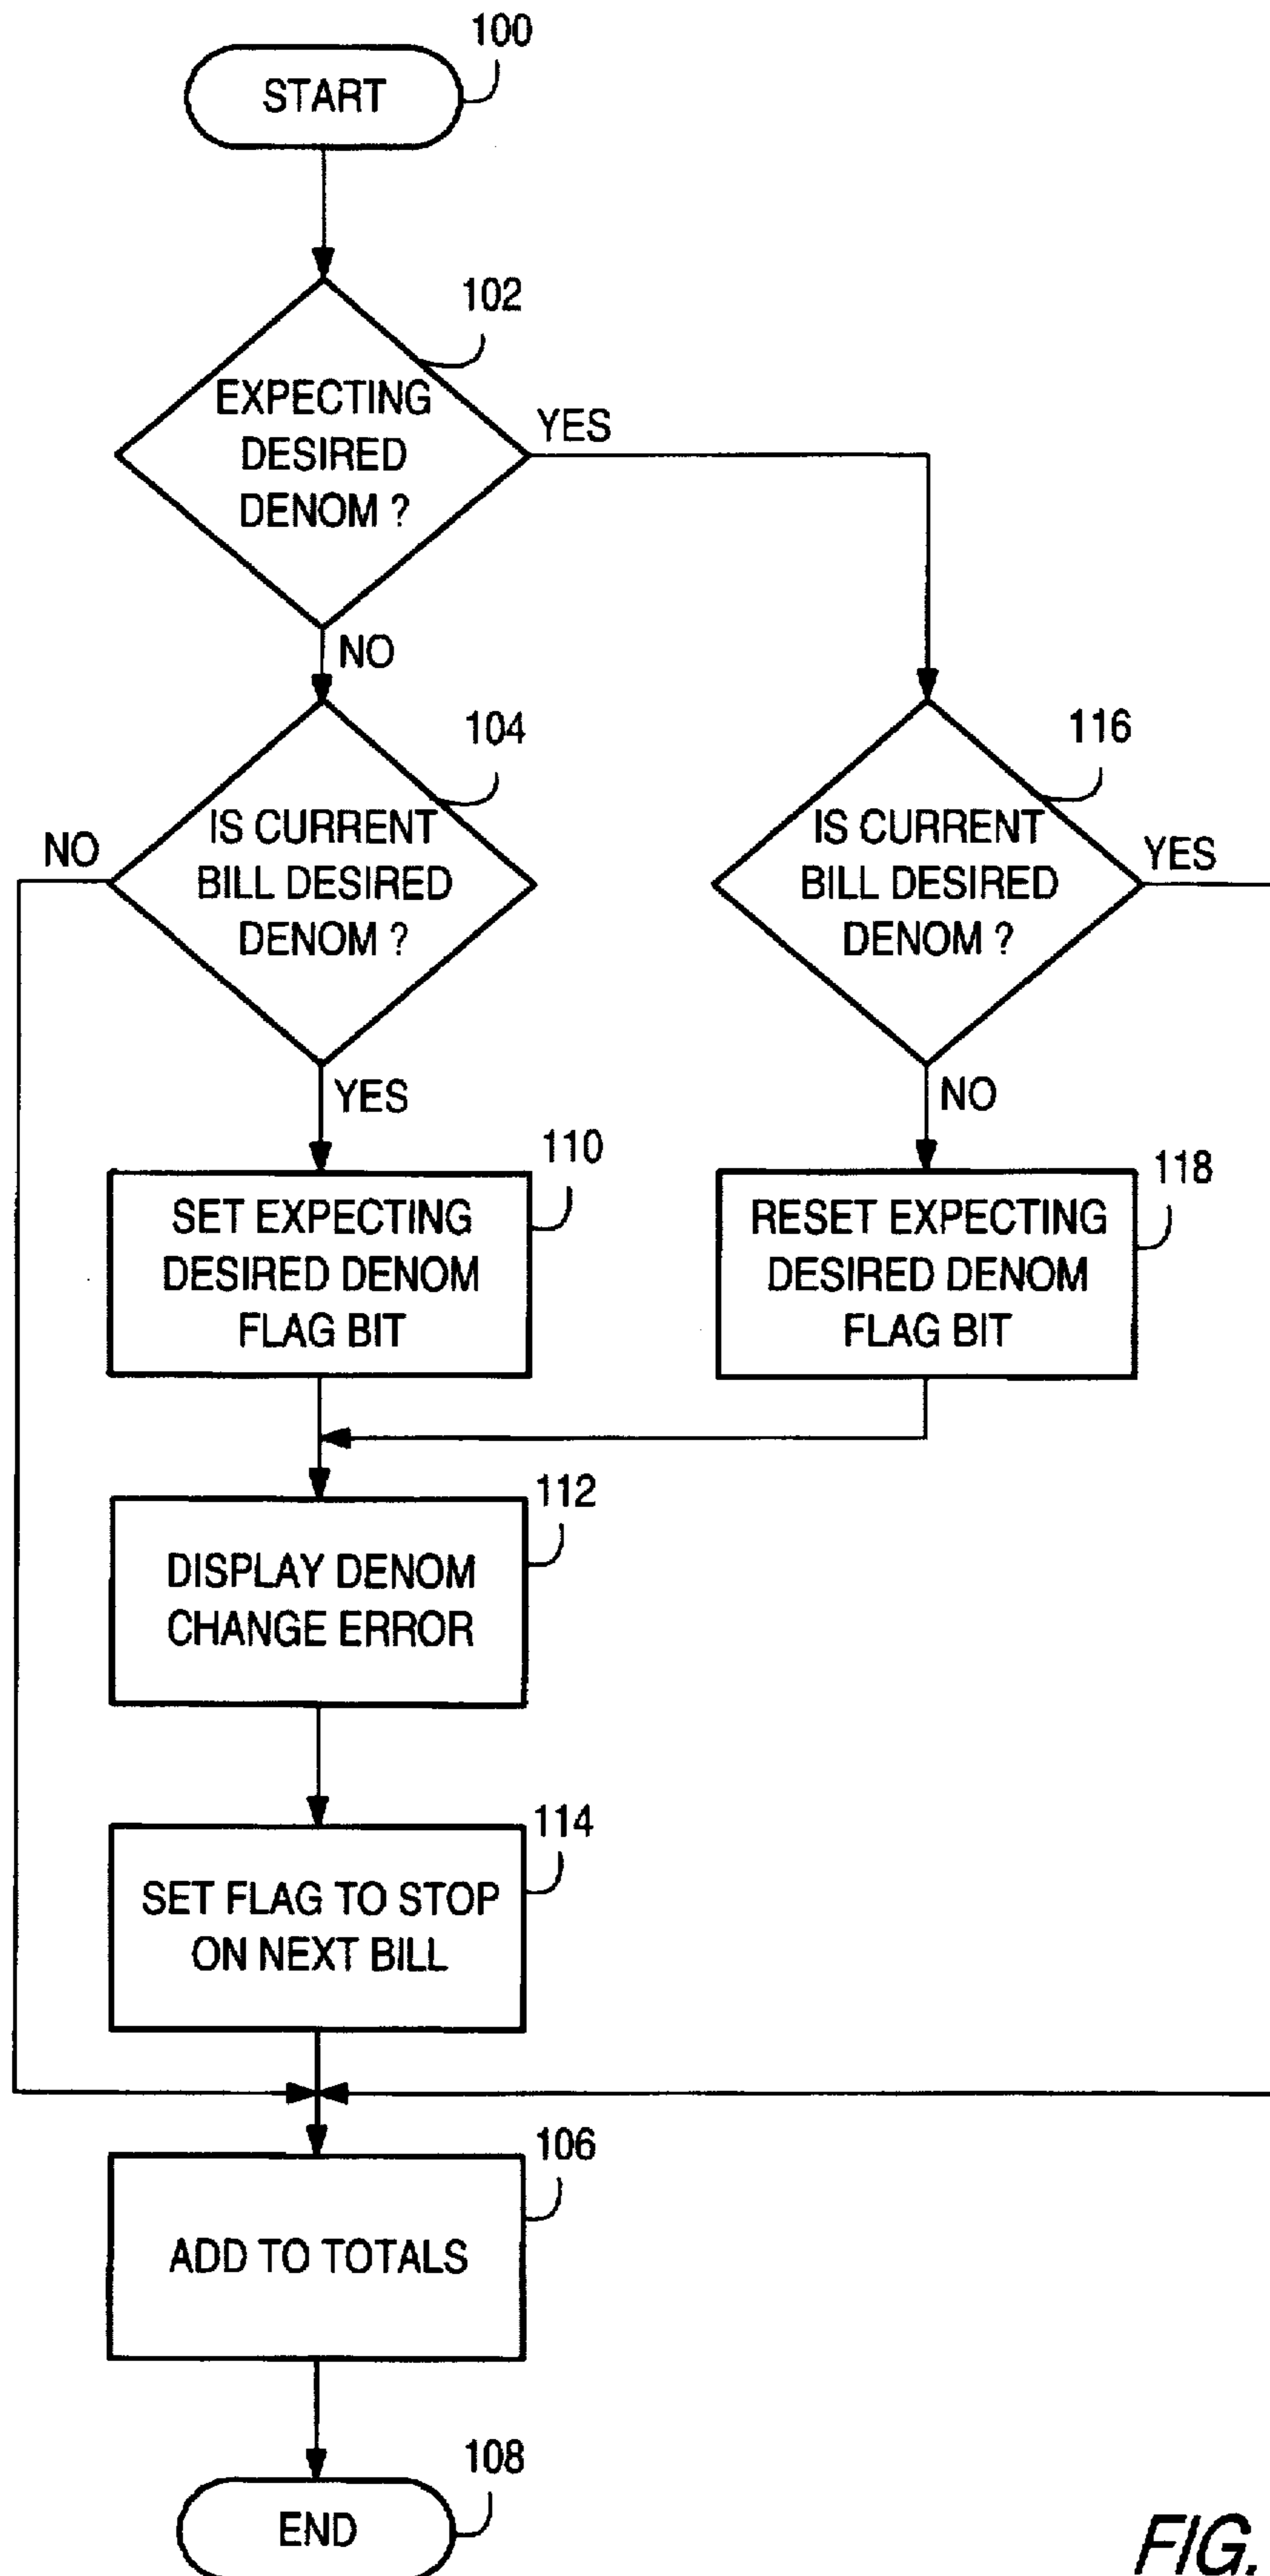 100
START
102
EXPECTING
DESIRED
DENOM ?
YES
NO
104
IS CURRENT
BILL DESIRED
DENOM ?
NO
YES
116
IS CURRENT
BILL DESIRED
DENOM ?
YES
NO
110
SET EXPECTING
DESIRED DENOM
FLAG BIT
118
RESET EXPECTING
DESIRED DENOM
FLAG BIT
112
DISPLAY DENOM
CHANGE ERROR
114
SET FLAG TO STOP
ON NEXT BILL
106
ADD TO TOTALS
108
END
FIG.